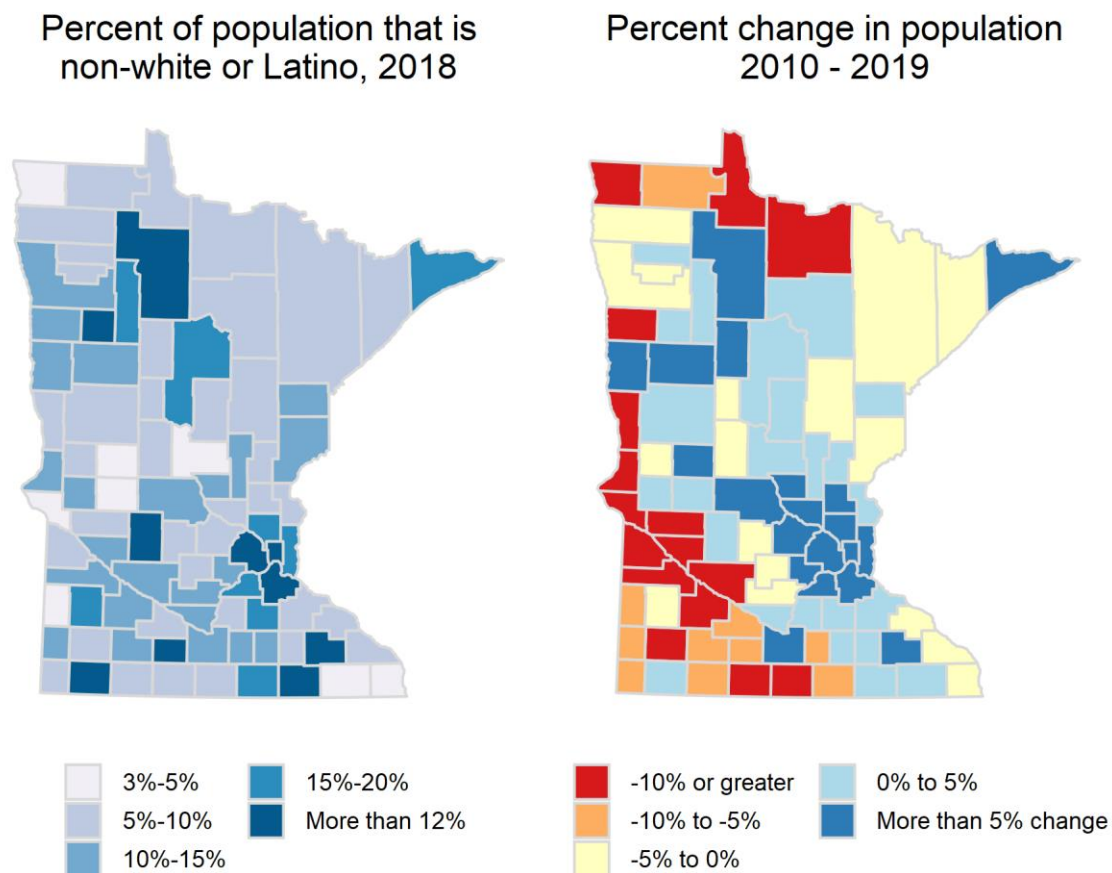 Percent of population that is
non-white or Latino, 2018
3%-5%
5%-10%
10%-15%
15%-20%
More than 12%
Percent change in population
2010 - 2019
-10% or greater
-10% to -5%
-5% to 0%
0% to 5%
More than 5% change